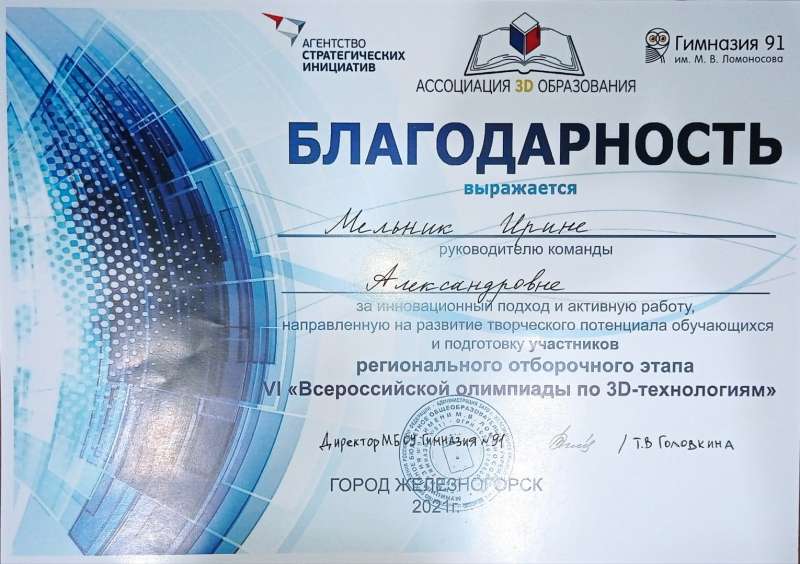 АГЕНТСТВО
СТРАТЕГИЧЕСКИХ
ИНИЦИАТИВ
АССОЦИАЦИЯ 3D ОБРАЗОВАНИЯ
Гимназия 91
им. М. В. Ломоносова
БЛАГОДАРНОСТЬ
выражается
Мельник Ирине
руководителю команды
Александровне
за инновационный подход и активную работу,
направленную на развитие творческого потенциала обучающихся
и подготовку участников
регионального отборочного этапа
VI «Всероссийской олимпиады по 3D-технологиям»
Директор МБОУ Гимназия №91 / Т.В Головкина
ГОРОД ЖЕЛЕЗНОГОРСК
2021г.